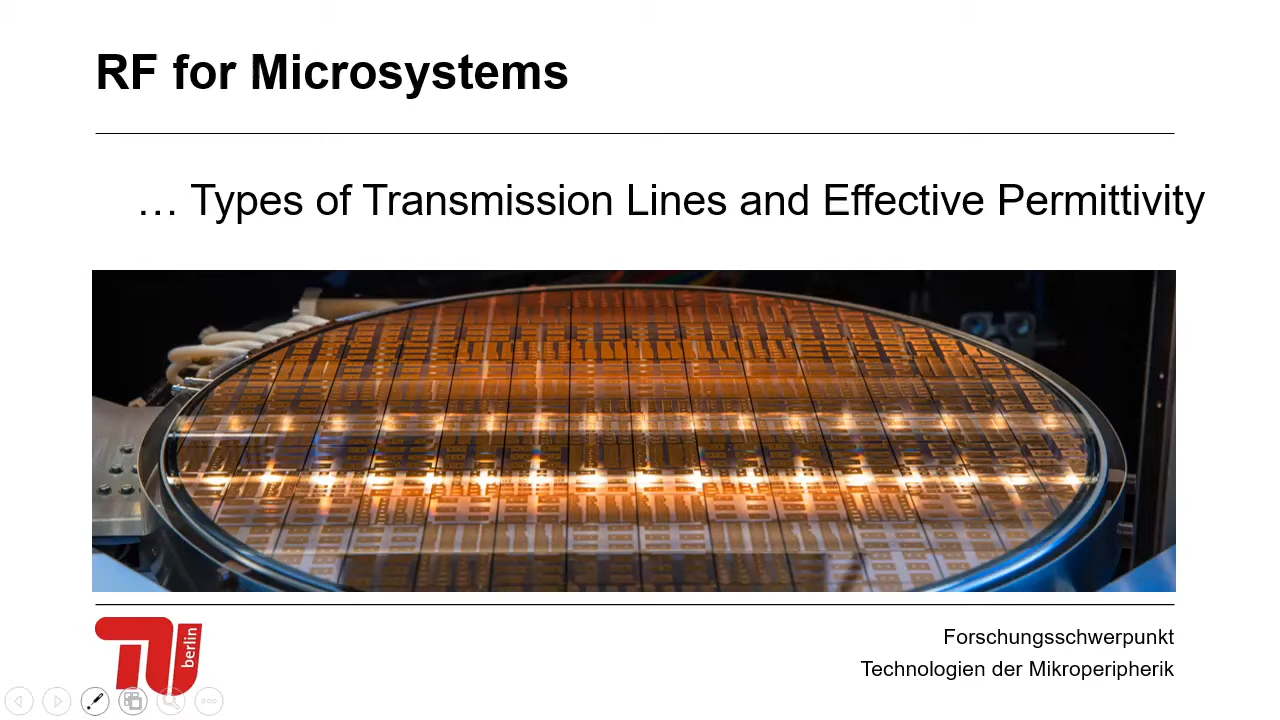 RF for Microsystems
… Types of Transmission Lines and Effective Permittivity
berlin
Forschungsschwerpunkt
Technologien der Mikroperipherik